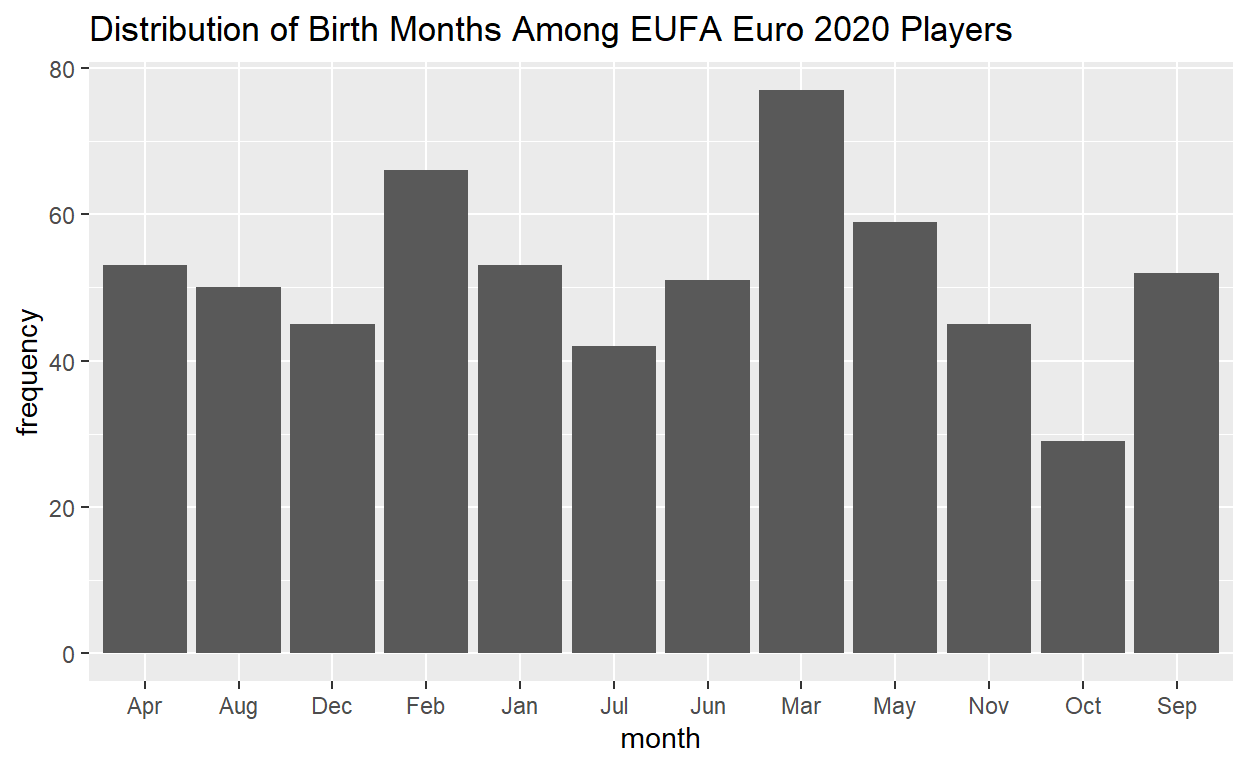 Distribution of Birth Months Among EUFA Euro 2020 Players
80
60
40
20
0
frequency
Apr Aug Dec Feb Jan Jul Jun Mar May Nov Oct Sep
month